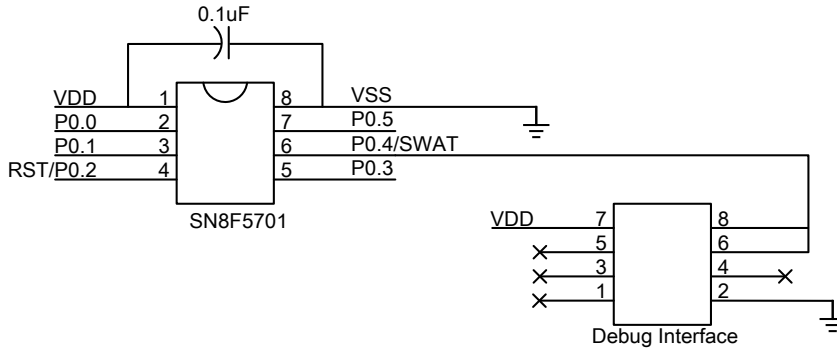 0.1uF
VDD 1 8 VSS
P0.0 2 7 P0.5
P0.1 3 6 P0.4/SWAT
RST/P0.2 4 5 P0.3
SN8F5701
VDD 7 8
5 6
3 4
1 2
Debug Interface